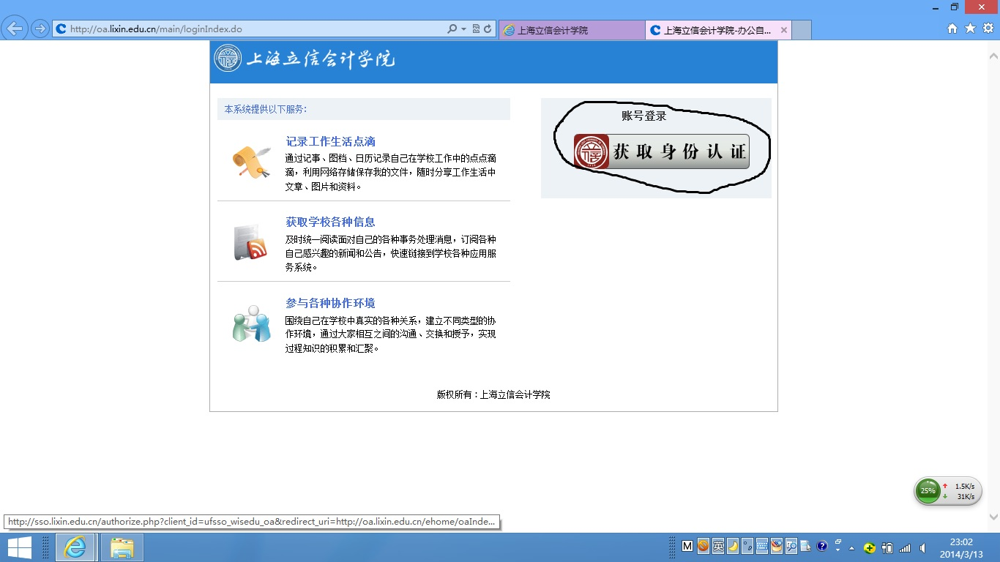 http://oa.lixin.edu.cn/main/loginIndex.do
上海立信会计学院
上海立信会计学院-办公自...
上海立信会计学院
本系统提供以下服务:
账号登录
获取身份认证
记录工作生活点滴
通过记事、图档、日历记录自己在学校工作中的点点滴
滴，利用网络存储保存我的文件，随时分享工作生活中
文章、图片和资料。
获取学校各种信息
及时统一阅读面对自己的各种事务处理消息，订阅各种
自己感兴趣的新闻和公告，快速链接到学校各种应用服
务系统。
参与各种协作环境
围绕自己在学校中真实的各种关系，建立不同类型的协
作环境，通过大家相互之间的沟通、交换和授予，实现
过程知识的积累和汇聚。
版权所有：上海立信会计学院
25%
1.5K/s
31K/s
http://sso.lixin.edu.cn/authorize.php?client_id=ufsso_wisedu_oa&redirect_uri=http://oa.lixin.edu.cn/ehome/oaInde...
M
英
23:02
2014/3/13